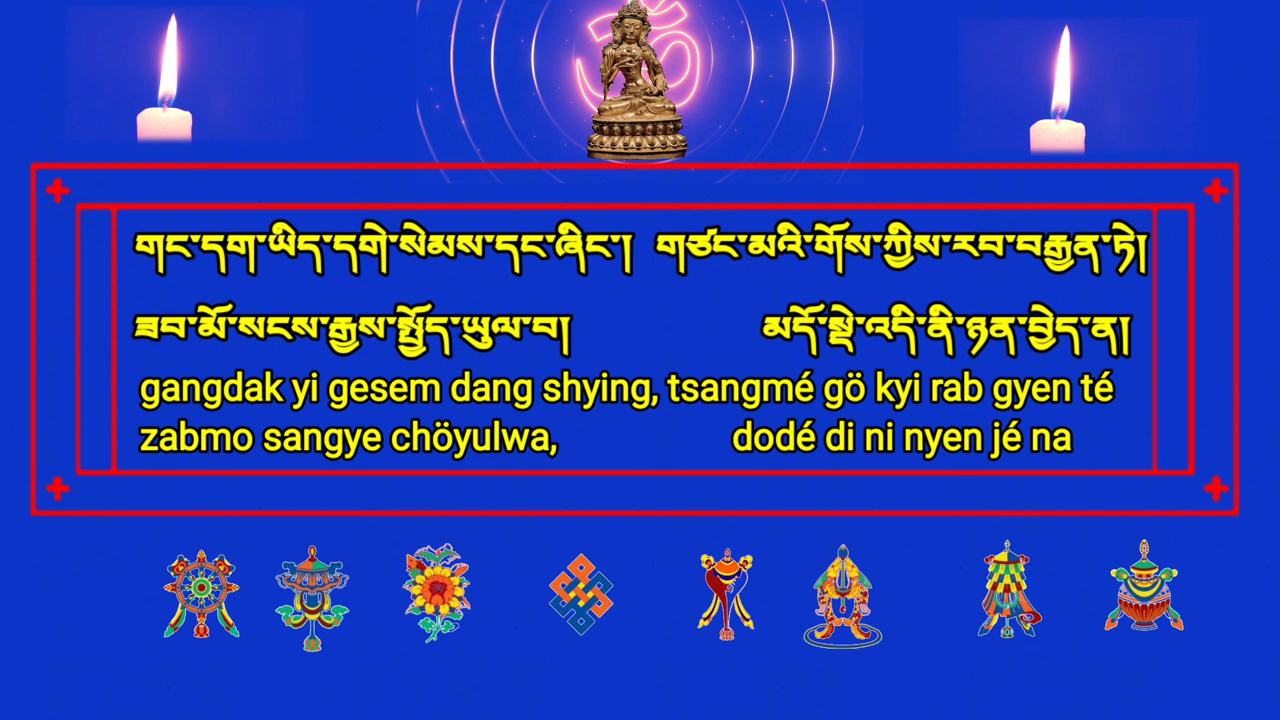 གང་དག་ཡིད་དགེ་སེམས་དང་ཞིང་། གཙང་མའི་གོས་ཀྱིས་རབ་བརྒྱན་ཏེ།
ཟབ་མོ་སངས་རྒྱས་སྤྱོད་ཡུལ་བ། མདོ་སྡེ་འདི་ནི་ཉན་བྱེད་ན།
gangdak yi gesem dang shying, tsangmé gö kyi rab gyen té
zabmo sangye chöyulwa, dodé di ni nyen jé na